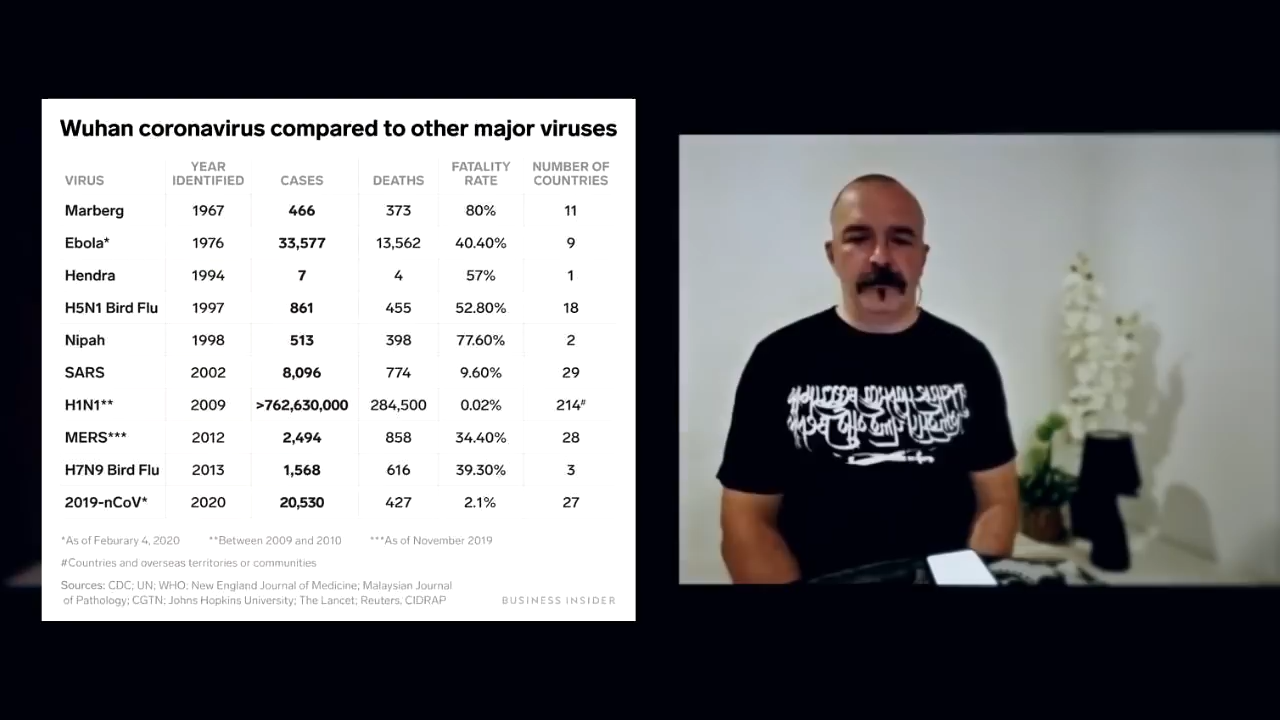 Wuhan coronavirus compared to other major viruses
VIRUS YEAR IDENTIFIED CASES DEATHS FATALITY RATE NUMBER OF COUNTRIES
Marberg 1967 466 373 80% 11
Ebola* 1976 33,577 13,562 40.40% 9
Hendra 1994 7 4 57% 1
H5N1 Bird Flu 1997 861 455 52.80% 18
Nipah 1998 513 398 77.60% 2
SARS 2002 8,096 774 9.60% 29
H1N1** 2009 >762,630,000 284,500 0.02% 214#
MERS*** 2012 2,494 858 34.40% 28
H7N9 Bird Flu 2013 1,568 616 39.30% 3
2019-nCoV* 2020 20,530 427 2.1% 27
*As of Feburary 4, 2020 **Between 2009 and 2010 ***As of November 2019
#Countries and overseas territories or communities
Sources: CDC; UN; WHO; New England Journal of Medicine; Malaysian Journal
of Pathology; CGTN; Johns Hopkins University; The Lancet; Reuters, CIDRAP
BUSINESS INSIDER